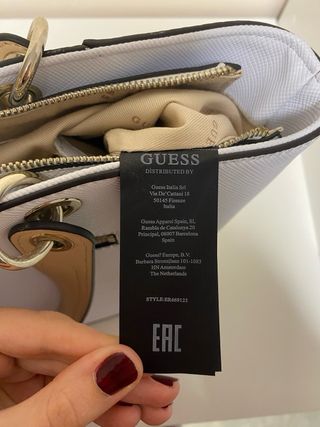 GUESS
DISTRIBUTED BY
Guess Italia Srl
Via De'Cattani 18
50145 Firenze
Italia
Guess Apparel Spain, SL
Rambla de Catalunya 20
Principal, 08007 Barcelona
Spain
Guess? Europe, B.V.
Barbara Strozzilaan 101-1083
HN Amsterdam
The Netherlands
EAC